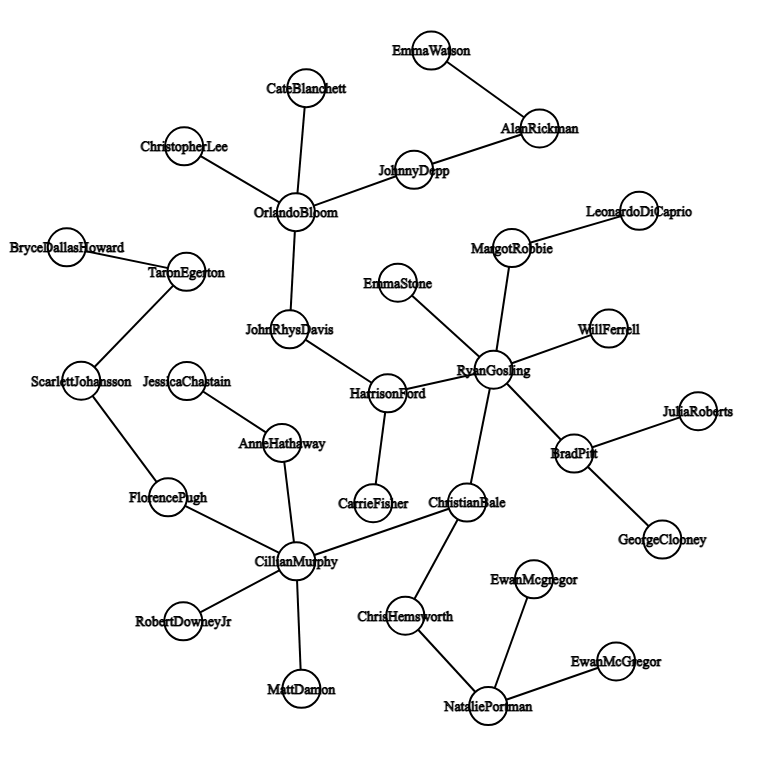 EmmaWatson
CateBlanchett
AlanRickman
ChristopherLee
JohnnyDepp
OrlandoBloom
LeonardoDiCaprio
BryceDallasHoward
MargotRobbie
TaronEgerton
EmmaStone
JohnRhysDavis
WillFerrell
RyanGosling
ScarlettJohansson
JessicaChastain
HarrisonFord
JuliaRoberts
AnneHathaway
BradPitt
FlorencePugh
CarrieFisher
ChristianBale
GeorgeClooney
CillianMurphy
EwanMcgregor
ChrisHemsworth
RobertDowneyJr
EwanMcGregor
MattDamon
NataliePortman